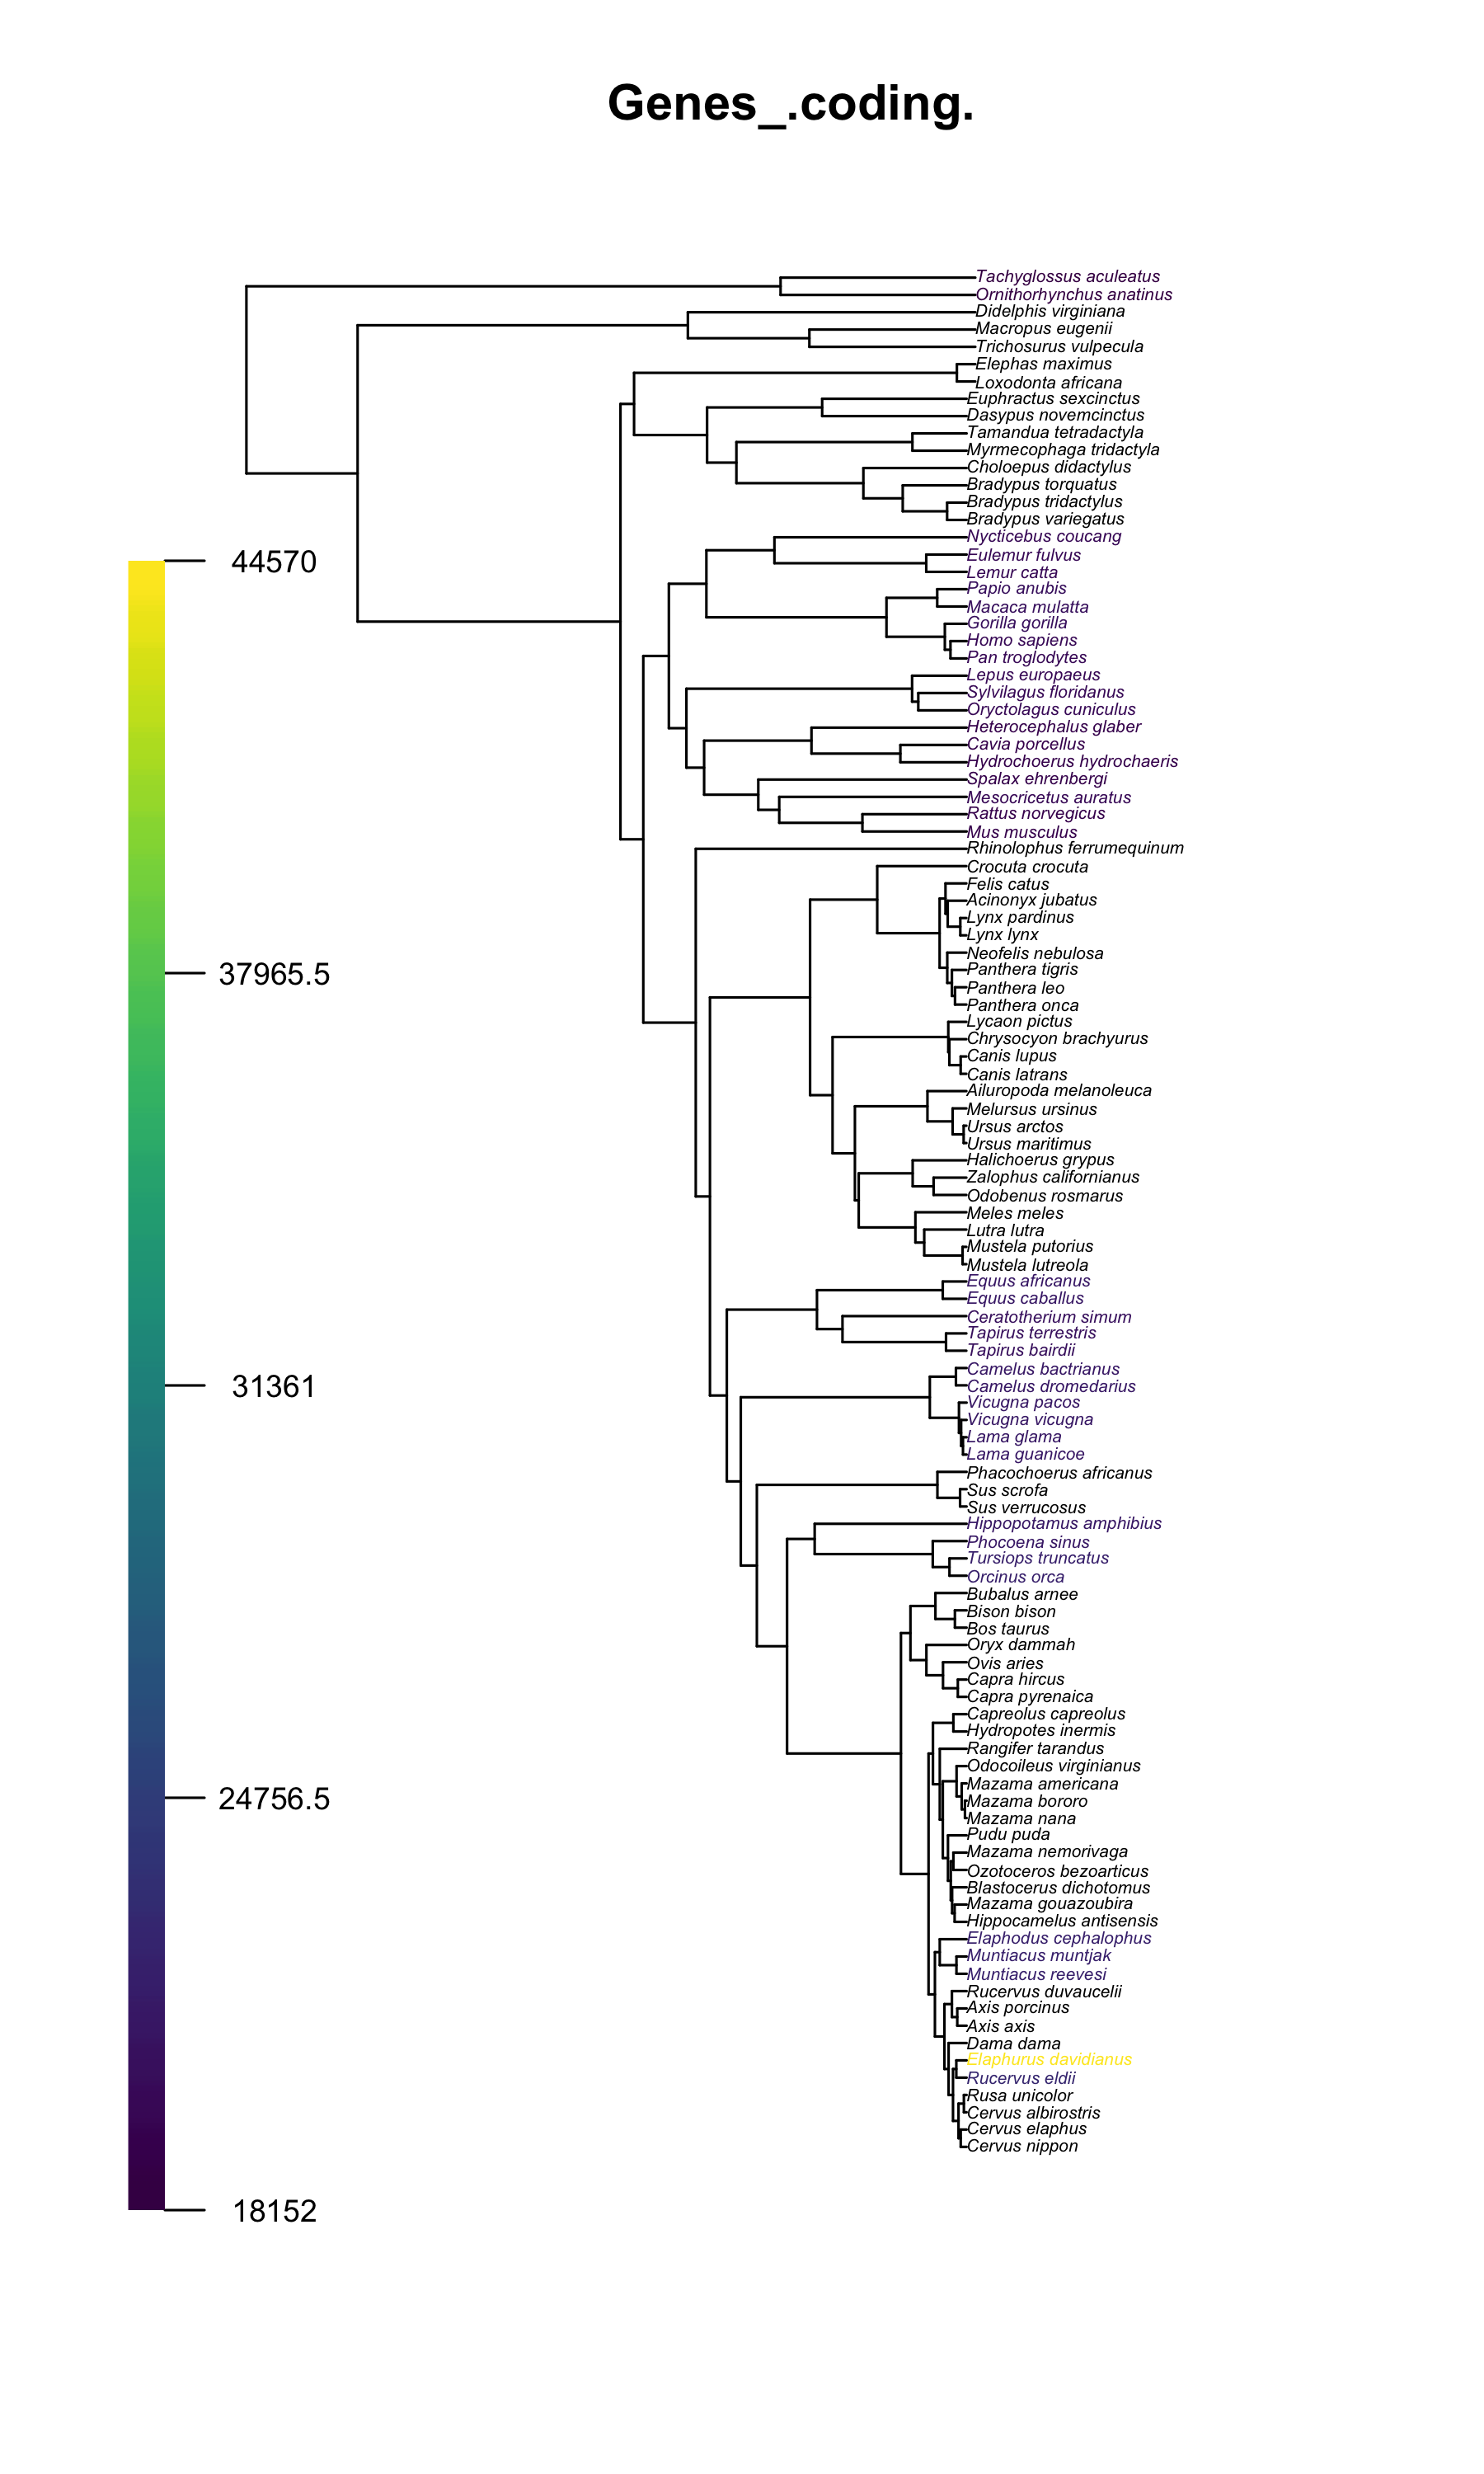 Genes_.coding.
Tachyglossus aculeatus
Ornithorhynchus anatinus
Didelphis virginiana
Macropus eugenii
Trichosurus vulpecula
Elephas maximus
Loxodonta africana
Euphractus sexcinctus
Dasypus novemcinctus
Tamandua tetradactyla
Myrmecophaga tridactyla
Choloepus didactylus
Bradypus torquatus
Bradypus tridactylus
Bradypus variegatus
Nycticebus coucang
Eulemur fulvus
Lemur catta
Papio anubis
Macaca mulatta
Gorilla gorilla
Homo sapiens
Pan troglodytes
Lepus europaeus
Sylvilagus floridanus
Oryctolagus cuniculus
Heterocephalus glaber
Cavia porcellus
Hydrochoerus hydrochaeris
Spalax ehrenbergi
Mesocricetus auratus
Rattus norvegicus
Mus musculus
Rhinolophus ferrumequinum
Crocuta crocuta
Felis catus
Acinonyx jubatus
Lynx pardinus
Lynx lynx
Neofelis nebulosa
Panthera tigris
Panthera leo
Panthera onca
Lycaon pictus
Chrysocyon brachyurus
Canis lupus
Canis latrans
Ailuropoda melanoleuca
Melursus ursinus
Ursus arctos
Ursus maritimus
Halichoerus grypus
Zalophus californianus
Odobenus rosmarus
Meles meles
Lutra lutra
Mustela putorius
Mustela lutreola
Equus africanus
Equus caballus
Ceratotherium simum
Tapirus terrestris
Tapirus bairdii
Camelus bactrianus
Camelus dromedarius
Vicugna pacos
Vicugna vicugna
Lama glama
Lama guanicoe
Phacochoerus africanus
Sus scrofa
Sus verrucosus
Hippopotamus amphibius
Phocoena sinus
Tursiops truncatus
Orcinus orca
Bubalus arnee
Bison bison
Bos taurus
Oryx dammah
Ovis aries
Capra hircus
Capra pyrenaica
Capreolus capreolus
Hydropotes inermis
Rangifer tarandus
Odocoileus virginianus
Mazama americana
Mazama bororo
Mazama nana
Pudu puda
Mazama nemorivaga
Ozotoceros bezoarticus
Blastocerus dichotomus
Mazama gouazoubira
Hippocamelus antisensis
Elaphodus cephalophus
Muntiacus muntjak
Muntiacus reevesi
Rucervus duvaucelii
Axis porcinus
Axis axis
Dama dama
Elaphurus davidianus
Rucervus eldii
Rusa unicolor
Cervus albirostris
Cervus elaphus
Cervus nippon
44570
37965.5
31361
24756.5
18152